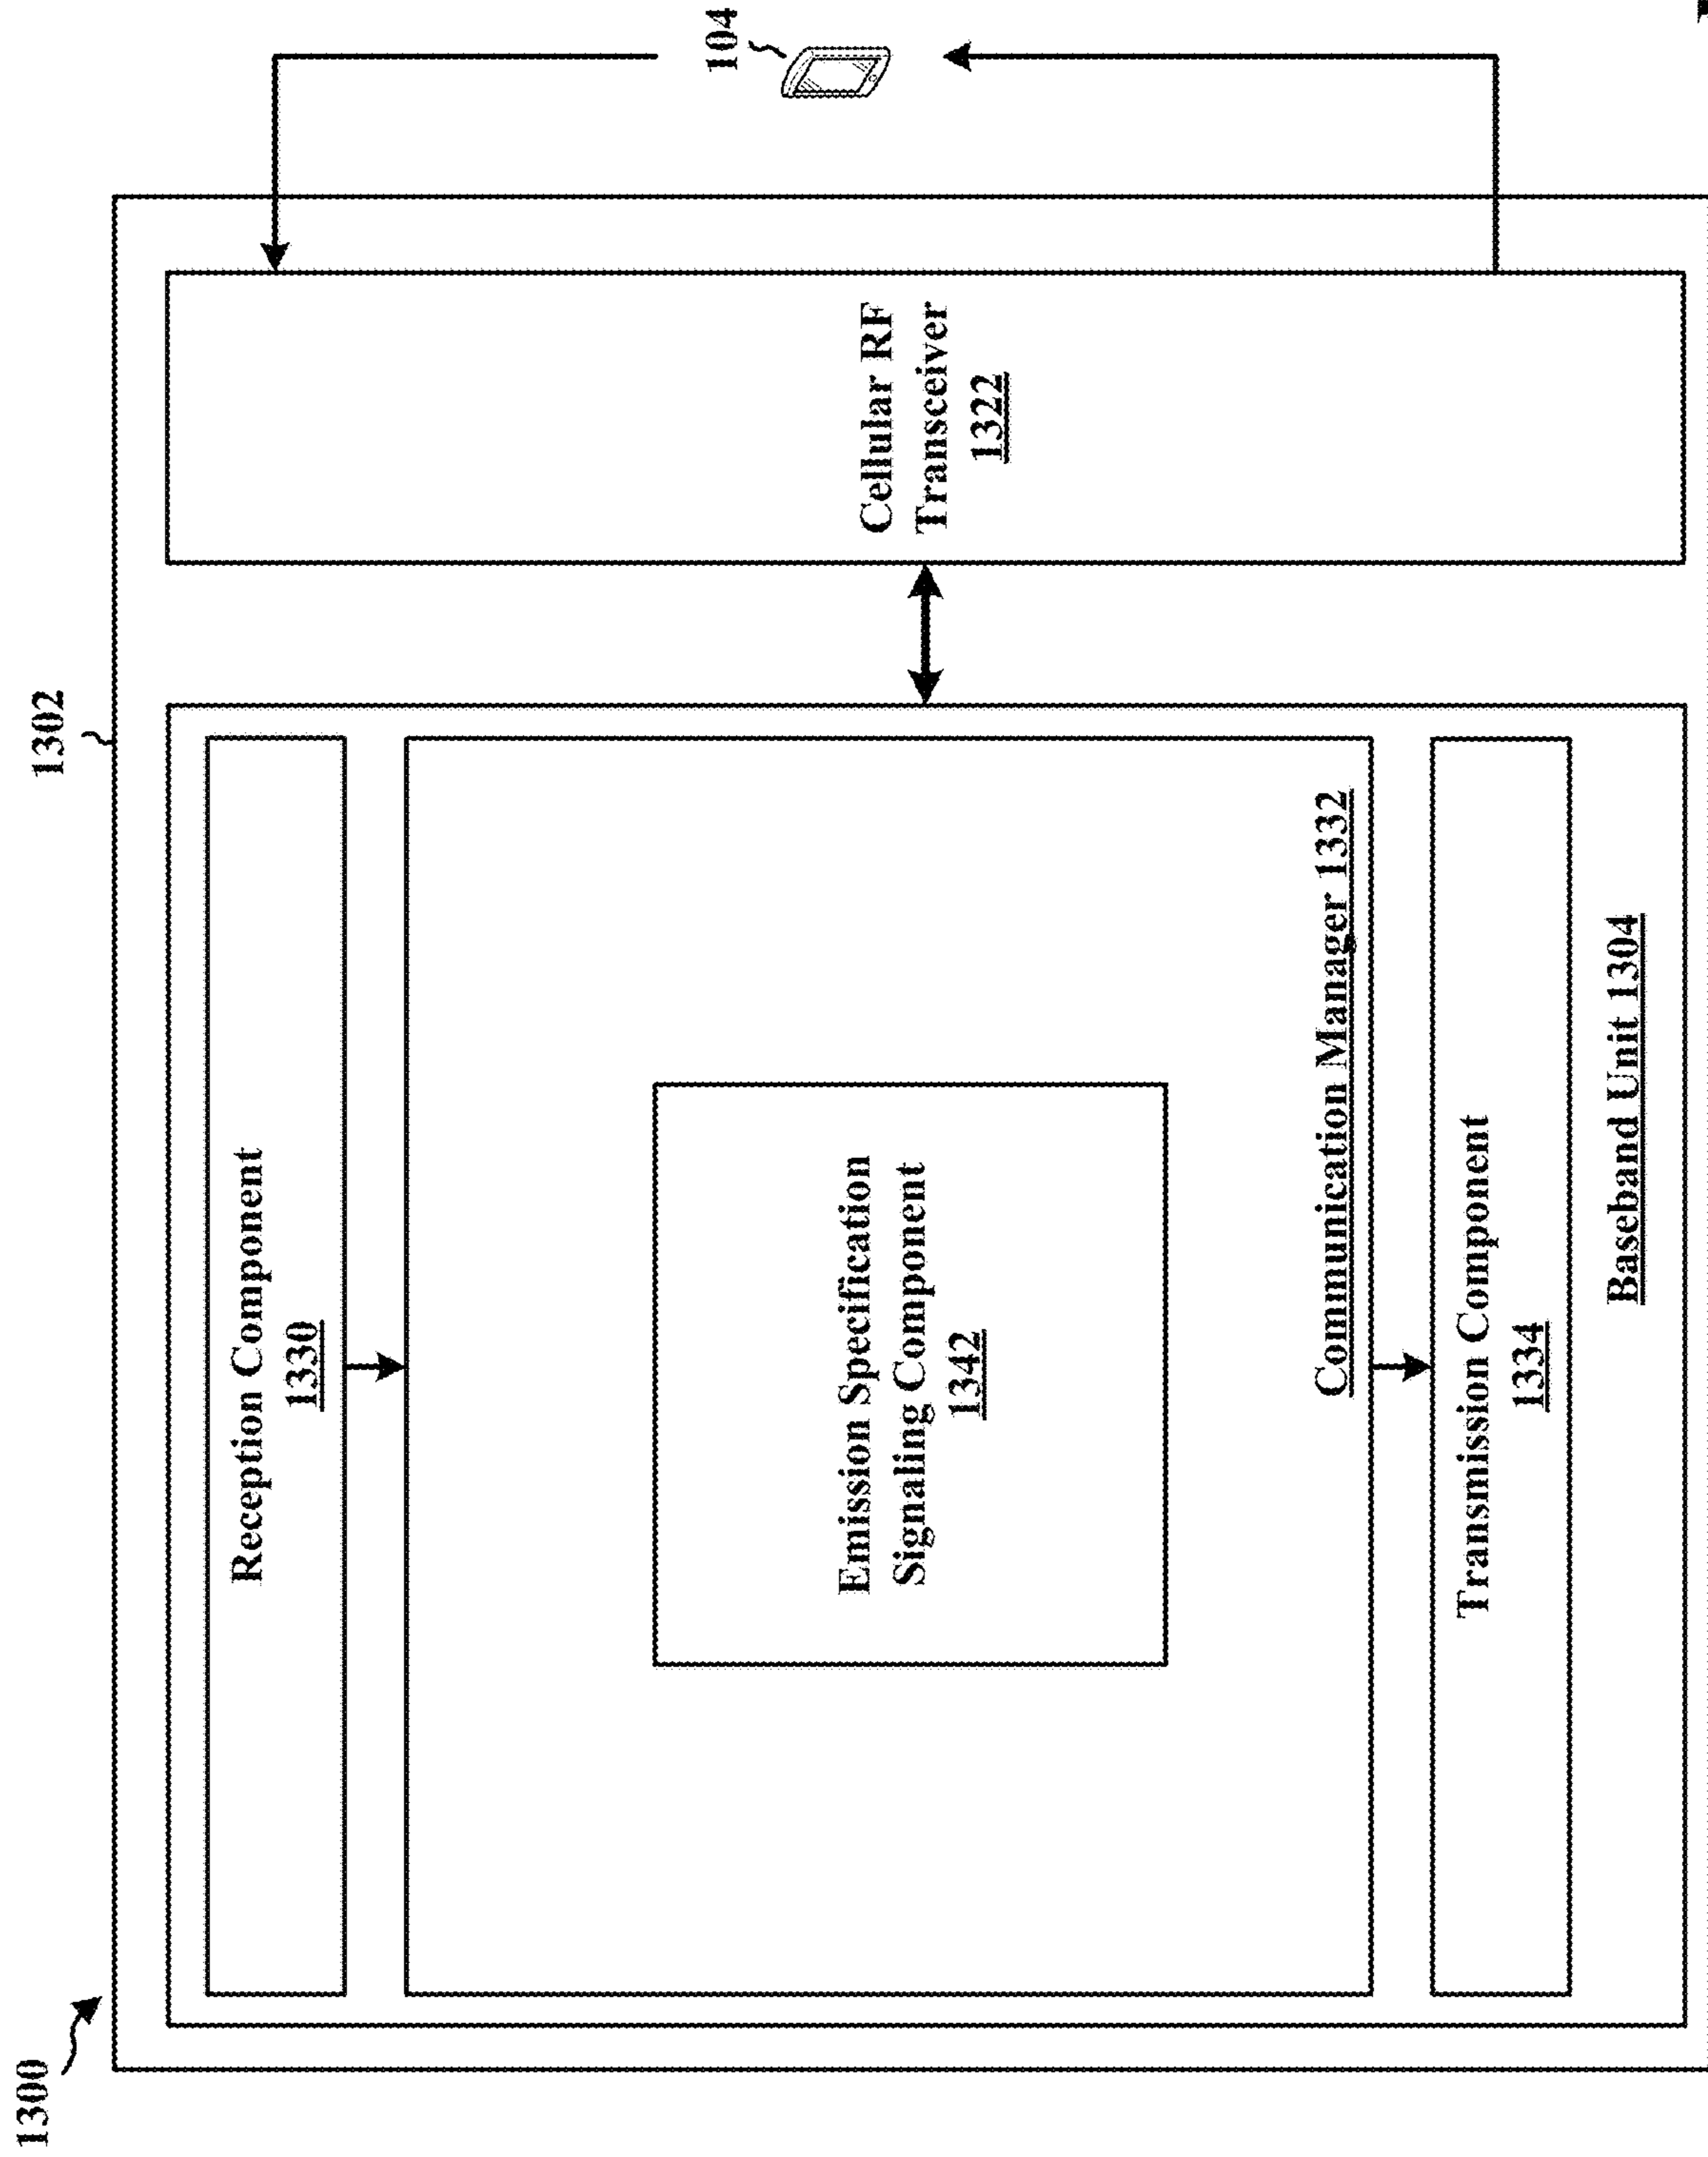 1300
1302
Reception Component
1330
Emission Specification
Signaling Component
1342
Communication Manager 1332
Transmission Component
1334
Baseband Unit 1304
Cellular RF
Transceiver
1322
104